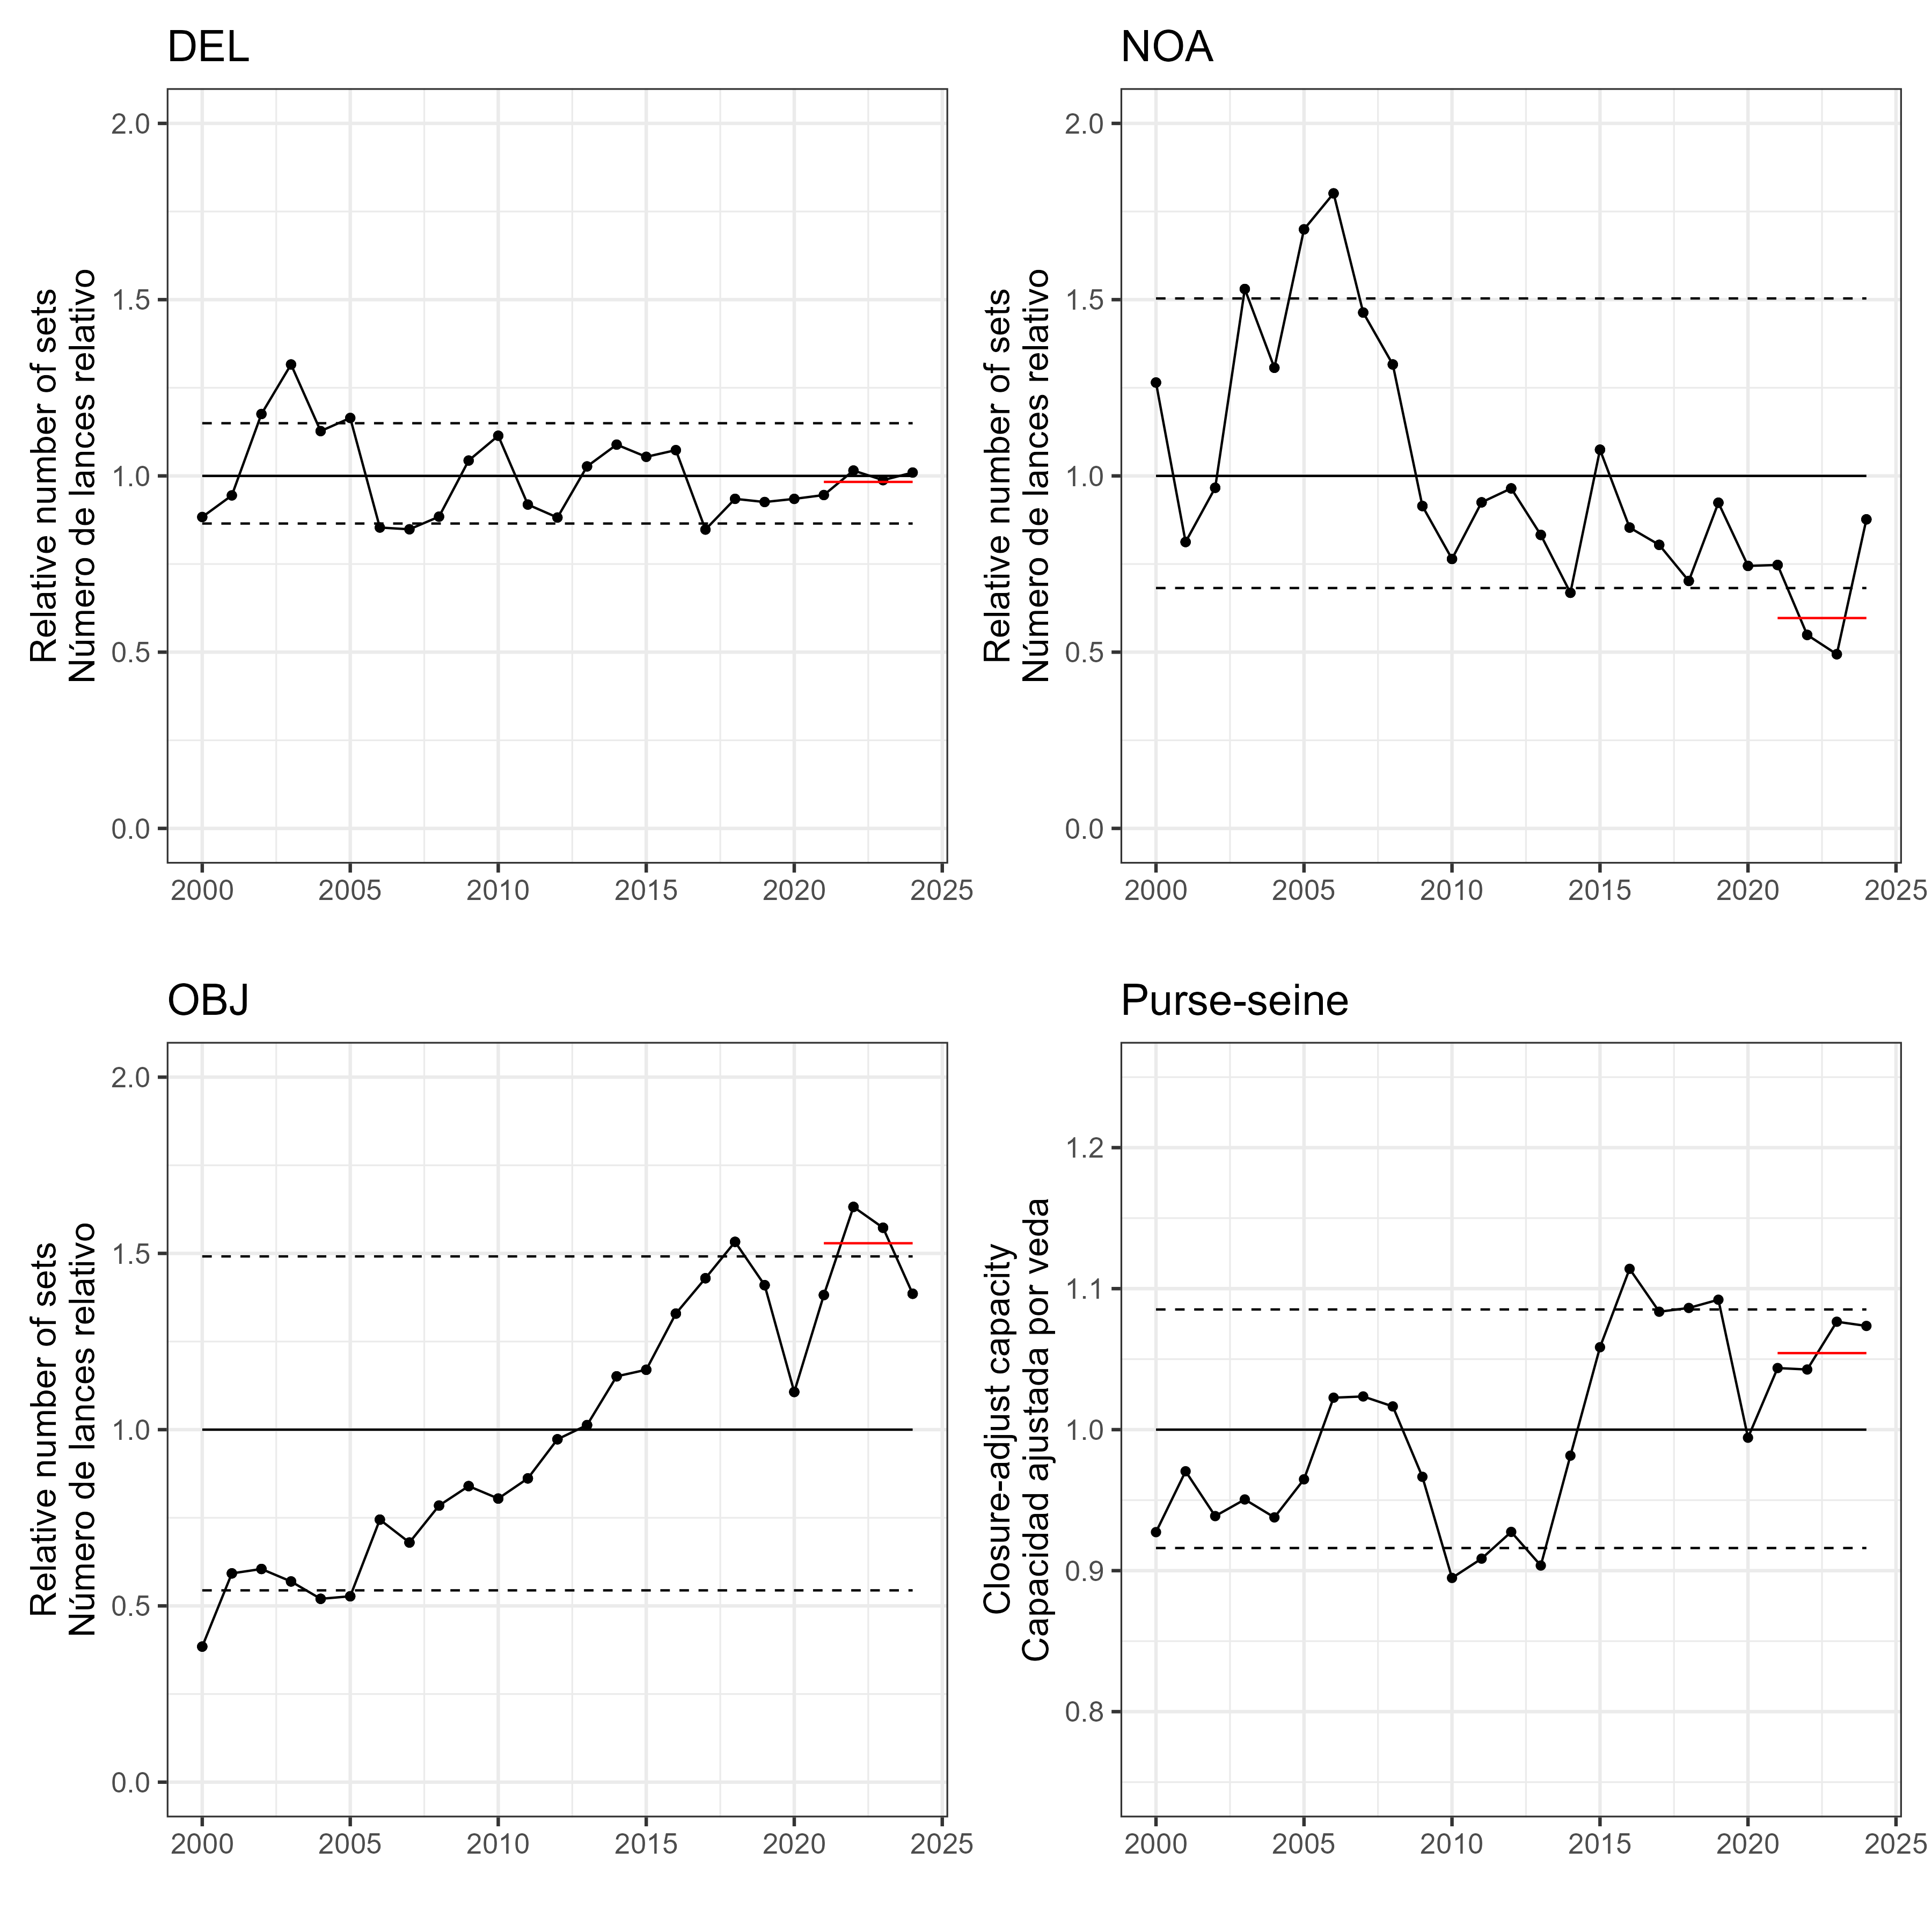 DEL
Relative number of sets
Número de lances relativo
2.0
1.5
1.0
0.5
0.0
2000 2005 2010 2015 2020 2025
NOA
Relative number of sets
Número de lances relativo
2.0
1.5
1.0
0.5
0.0
2000 2005 2010 2015 2020 2025
OBJ
Relative number of sets
Número de lances relativo
2.0
1.5
1.0
0.5
0.0
2000 2005 2010 2015 2020 2025
Purse-seine
Closure-adjust capacity
Capacidad ajustada por veda
1.2
1.1
1.0
0.9
0.8
2000 2005 2010 2015 2020 2025